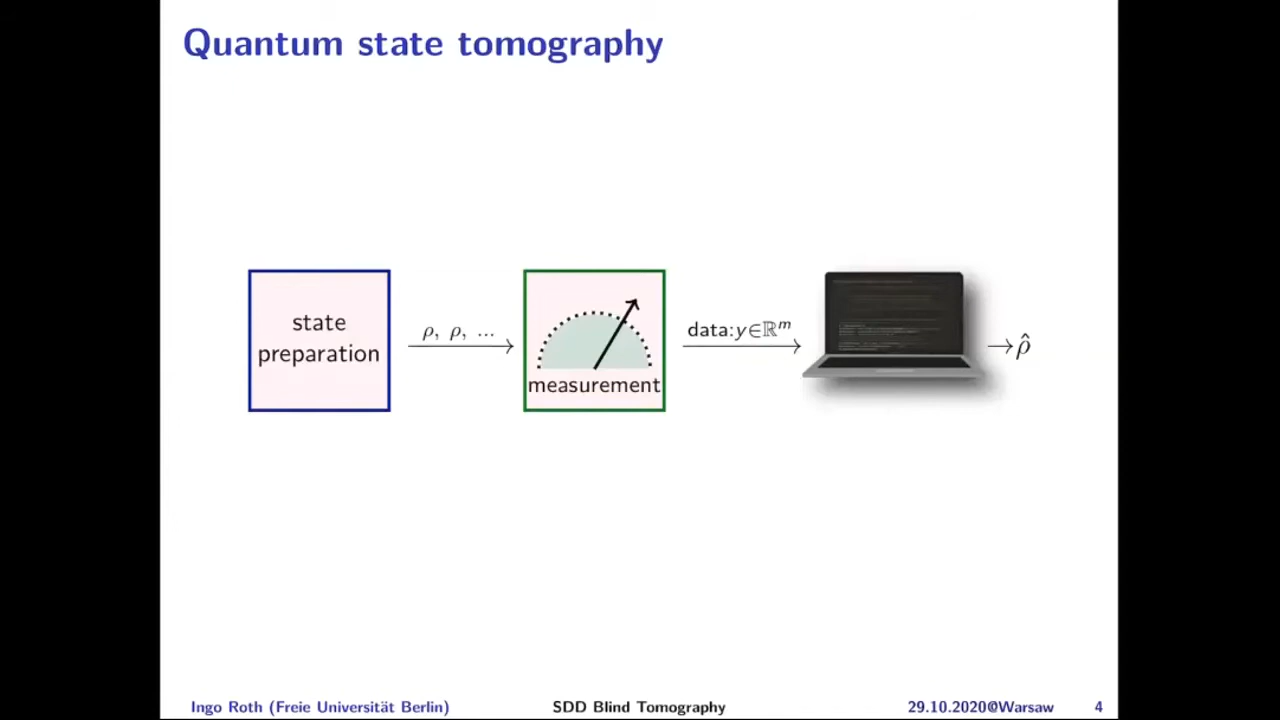 Quantum state tomography
state
preparation
ρ, ρ, ...
measurement
data:y∈ℝᵐ
ρ̂
Ingo Roth (Freie Universität Berlin)
SDD Blind Tomography
29.10.2020@Warsaw
4